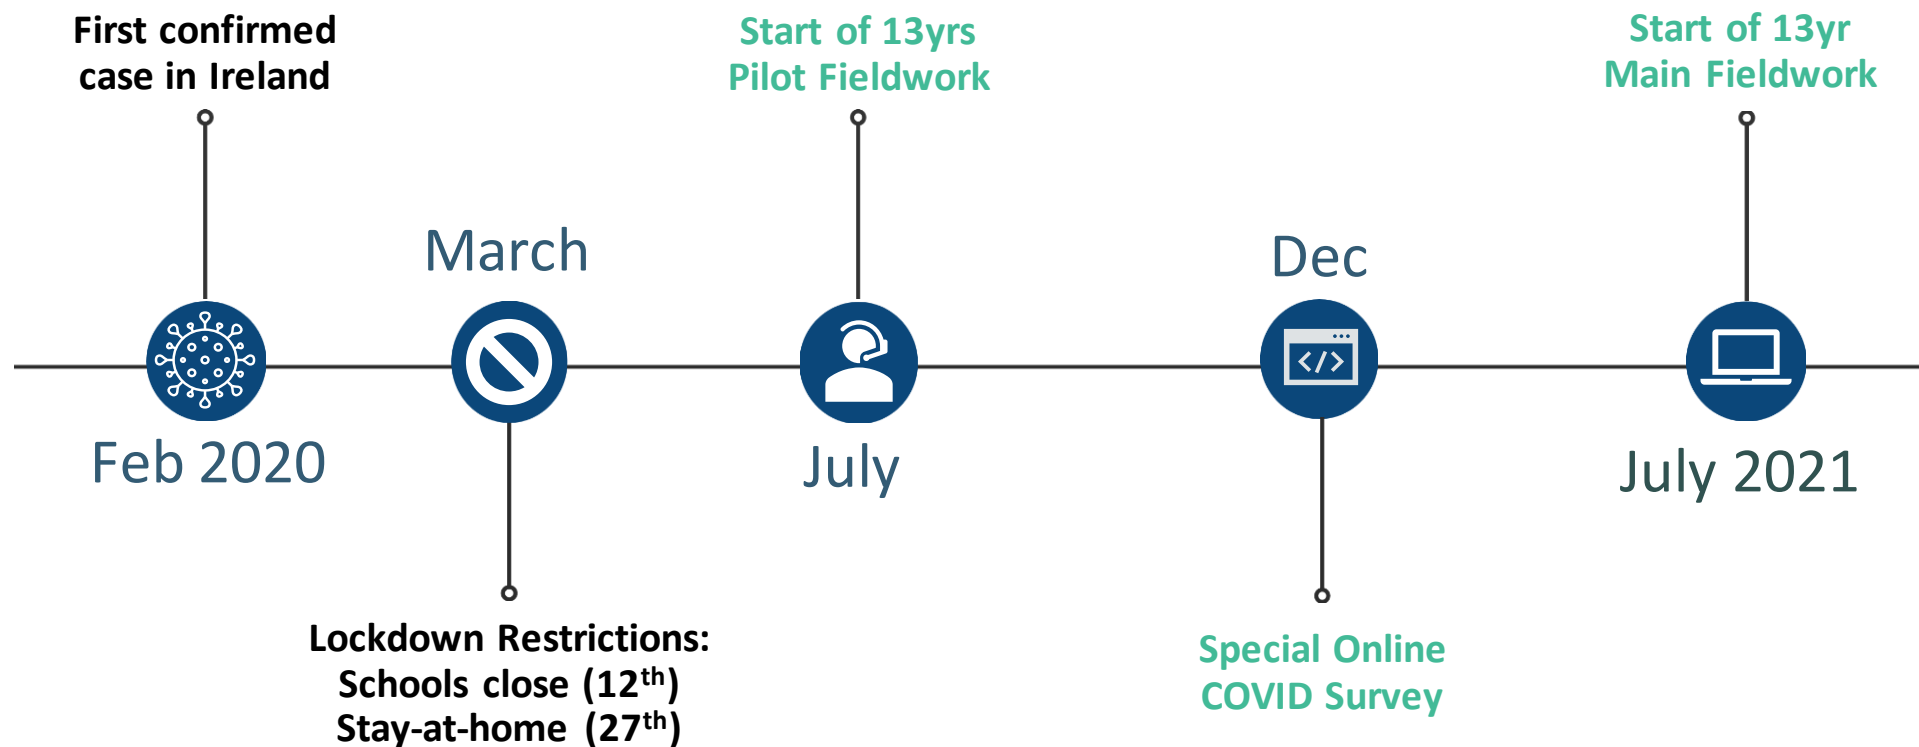 First confirmed
case in Ireland
Start of 13yrs
Pilot Fieldwork
Start of 13yr
Main Fieldwork
March
Dec
</>
Feb 2020
July
July 2021
Lockdown Restrictions:
Schools close (12th)
Stay-at-home (27th)
Special Online
COVID Survey